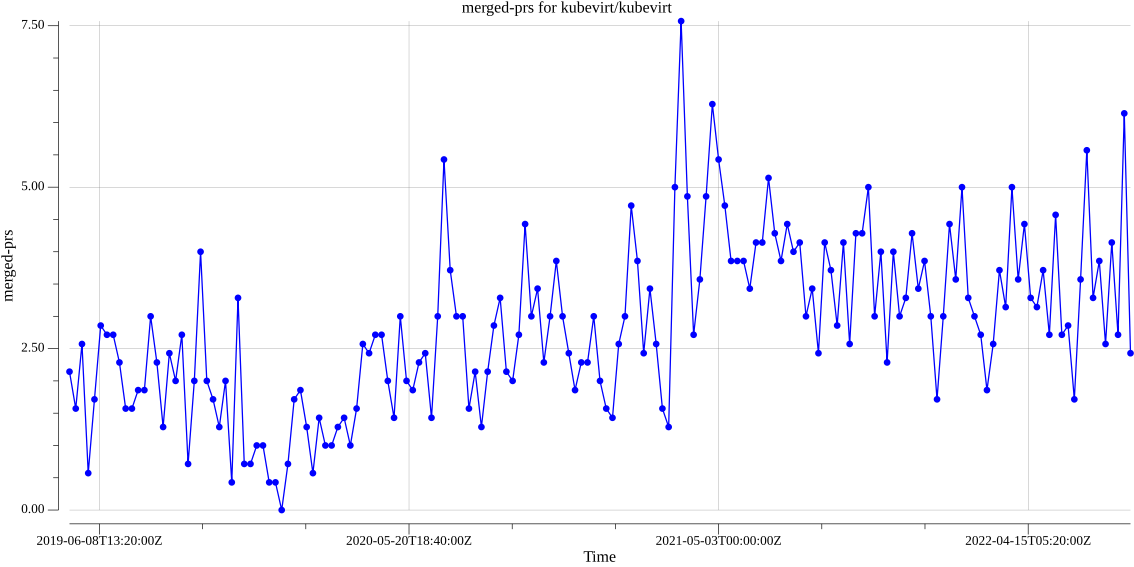 merged-prs for kubevirt/kubevirt
7.50
5.00
2.50
0.00
merged-prs
2019-06-08T13:20:00Z
2020-05-20T18:40:00Z
2021-05-03T00:00:00Z
2022-04-15T05:20:00Z
Time